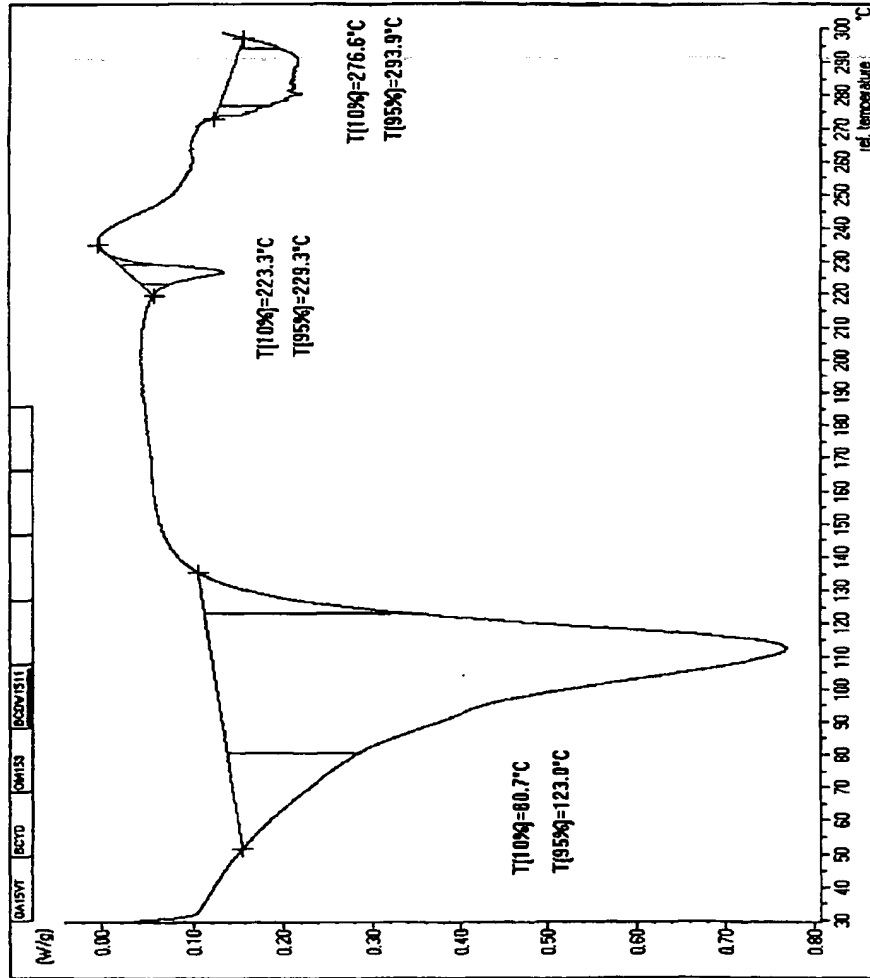 0A15VT BCYD OM153 BCDV1511
(W/g)
0.00
0.10
0.20
0.30
0.40
0.50
0.60
0.70
0.80
T[10%]=80.7°C
T[95%]=123.0°C
T[10%]=223.3°C
T[95%]=229.3°C
T[10%]=276.6°C
T[95%]=293.9°C
30 40 50 60 70 80 90 100 110 120 130 140 150 160 170 180 190 200 210 220 230 240 250 260 270 280 290 300
ref. temperature °C